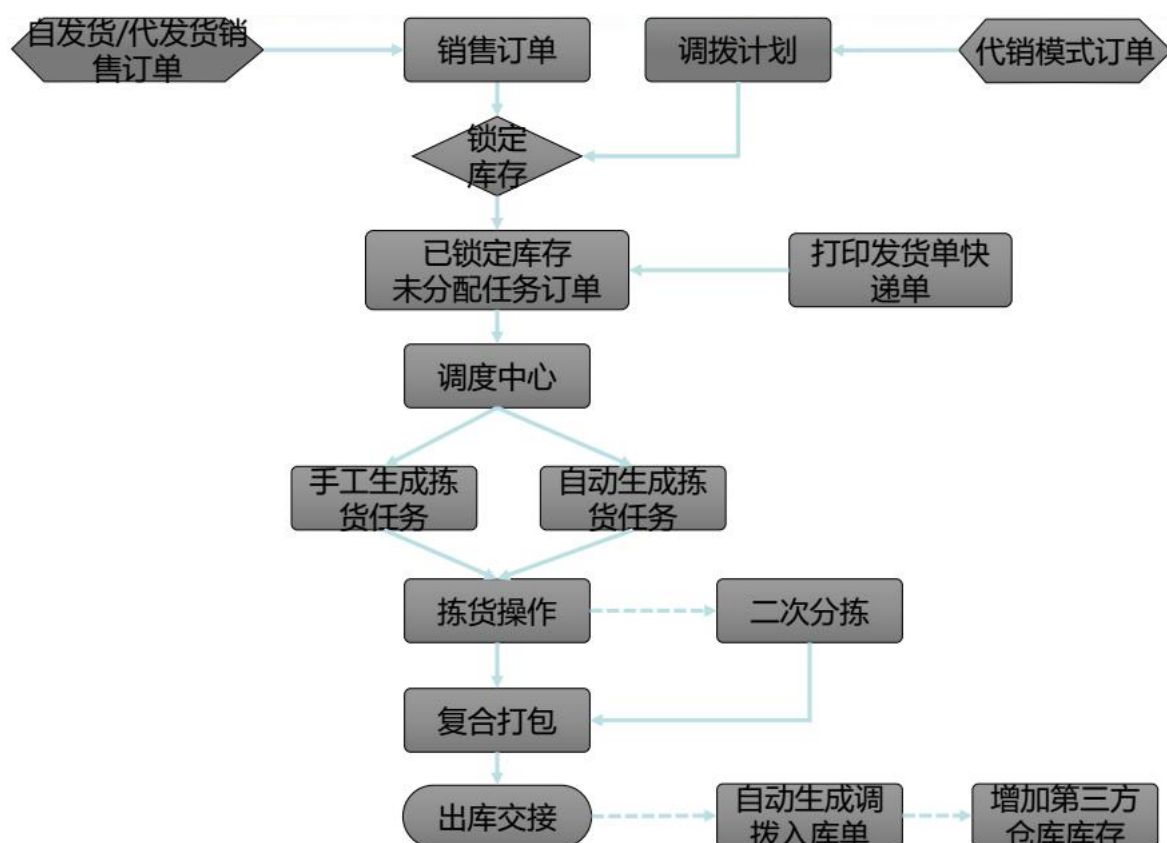 自发货/代发货销
售订单
销售订单
调拨计划
代销模式订单
锁定
库存
已锁定库存
未分配任务订单
打印发货单快
递单
调度中心
手工生成拣
货任务
自动生成拣
货任务
拣货操作
二次分拣
复合打包
出库交接
自动生成调
拨入库单
增加第三方
仓库库存